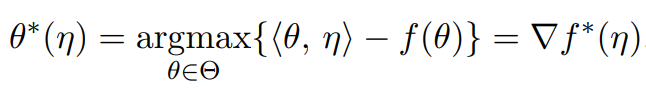 θ*(η) = argmax{⟨θ, η⟩ − f(θ)} = ∇f*(η).
θ∈Θ